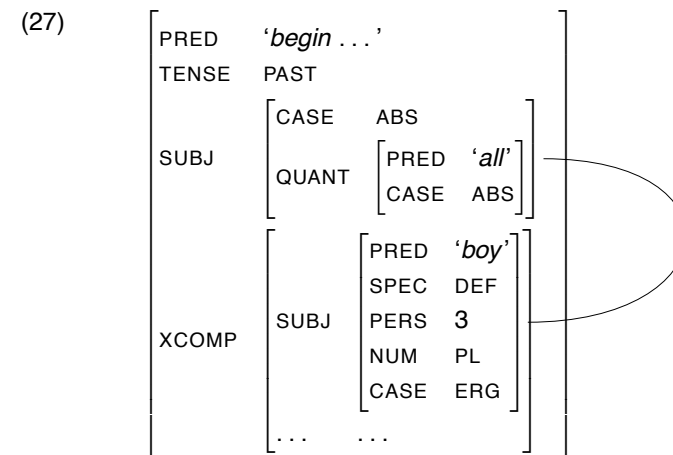 (27)
PRED ‘begin . . . ’
TENSE PAST
CASE ABS
SUBJ QUANT PRED ‘all’
CASE ABS
PRED ‘boy’
SPEC DEF
XCOMP SUBJ PERS 3
NUM PL
CASE ERG
. . . . . .